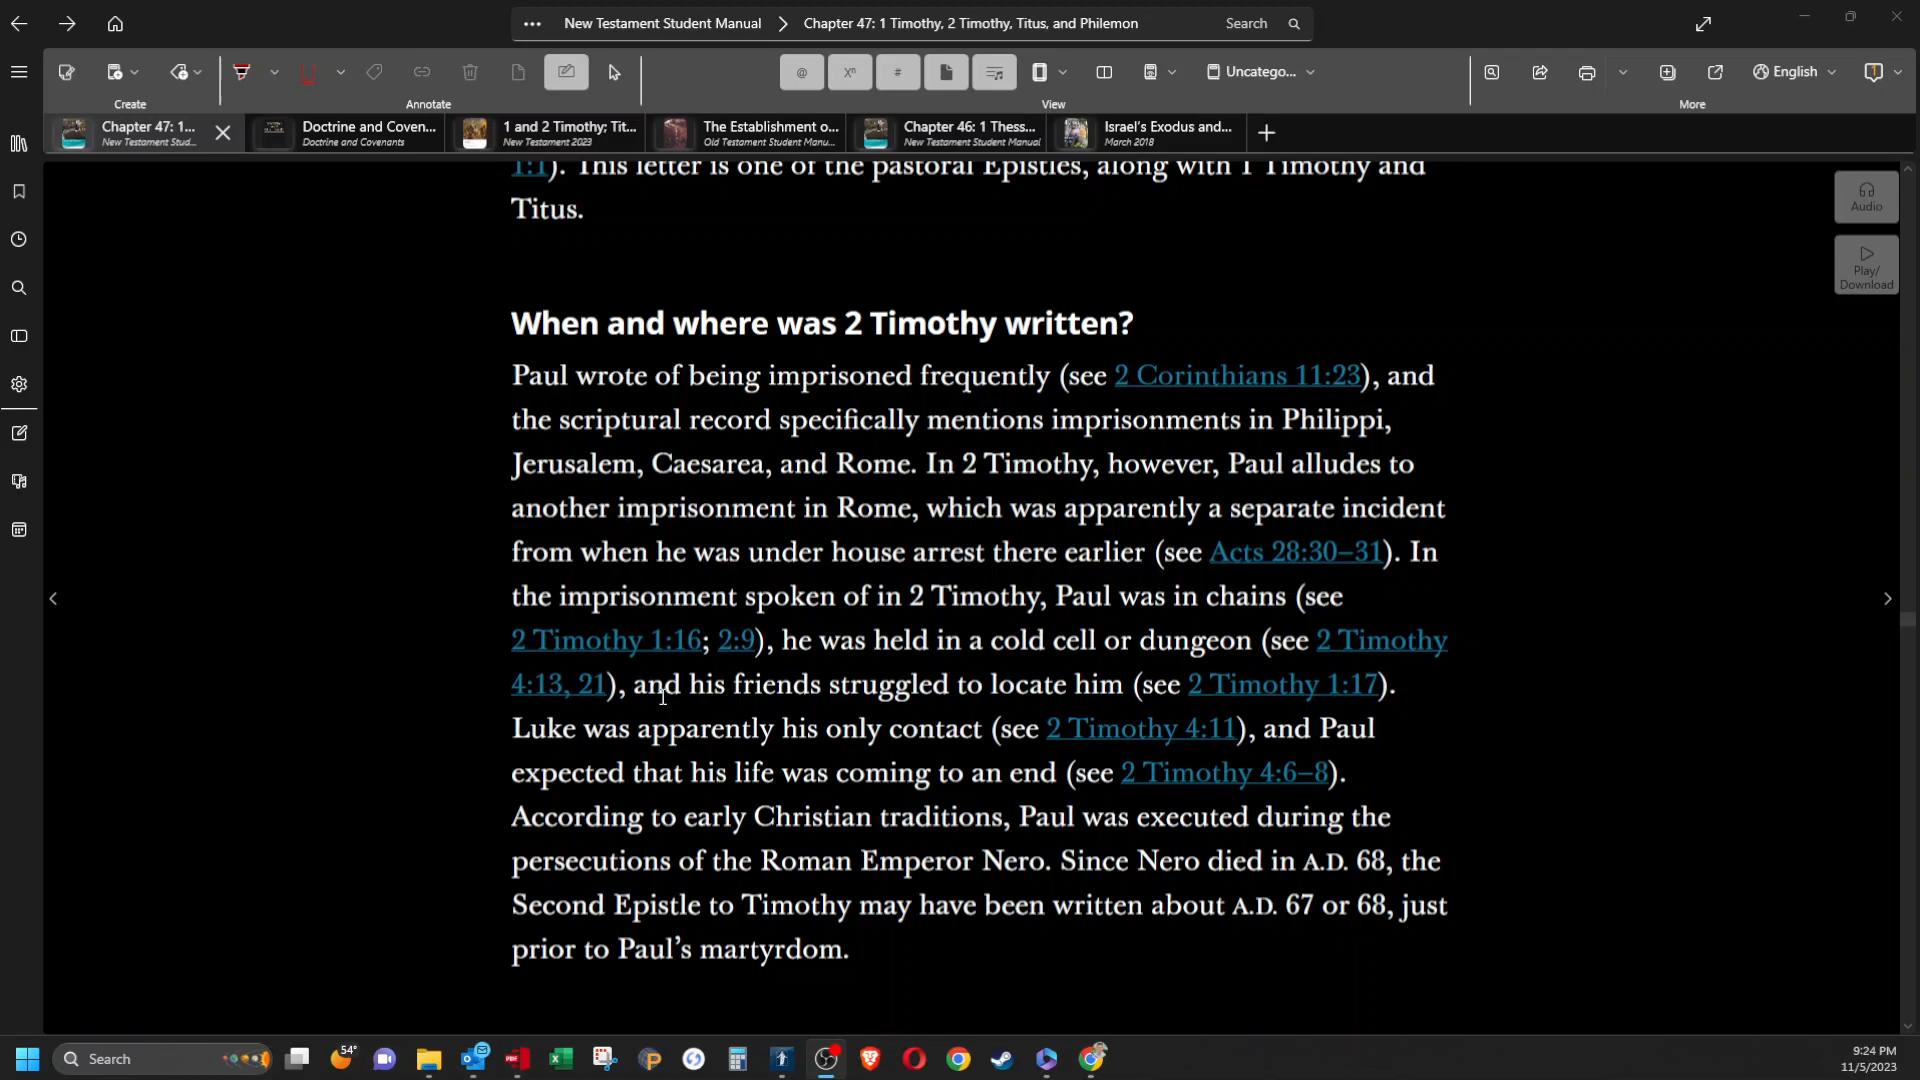 New Testament Student Manual > Chapter 47: 1 Timothy, 2 Timothy, Titus, and Philemon Search
@ Xⁿ # Uncatego... English 1
Create Annotate View More
Chapter 47: 1... Doctrine and Coven... 1 and 2 Timothy; Tit... The Establishment o... Chapter 46: 1 Thess... Israel's Exodus and...
New Testament Stud... Doctrine and Covenants New Testament 2023 Old Testament Student Manu... New Testament Student Manual March 2018
1:1). This letter is one of the pastoral Epistles, along with 1 Timothy and
Titus.
Audio
Play/
Download
When and where was 2 Timothy written?
Paul wrote of being imprisoned frequently (see 2 Corinthians 11:23), and
the scriptural record specifically mentions imprisonments in Philippi,
Jerusalem, Caesarea, and Rome. In 2 Timothy, however, Paul alludes to
another imprisonment in Rome, which was apparently a separate incident
from when he was under house arrest there earlier (see Acts 28:30–31). In
the imprisonment spoken of in 2 Timothy, Paul was in chains (see
2 Timothy 1:16; 2:9), he was held in a cold cell or dungeon (see 2 Timothy
4:13, 21), and his friends struggled to locate him (see 2 Timothy 1:17).
Luke was apparently his only contact (see 2 Timothy 4:11), and Paul
expected that his life was coming to an end (see 2 Timothy 4:6–8).
According to early Christian traditions, Paul was executed during the
persecutions of the Roman Emperor Nero. Since Nero died in A.D. 68, the
Second Epistle to Timothy may have been written about A.D. 67 or 68, just
prior to Paul's martyrdom.
Search 54° PDF
9:24 PM
11/5/2023